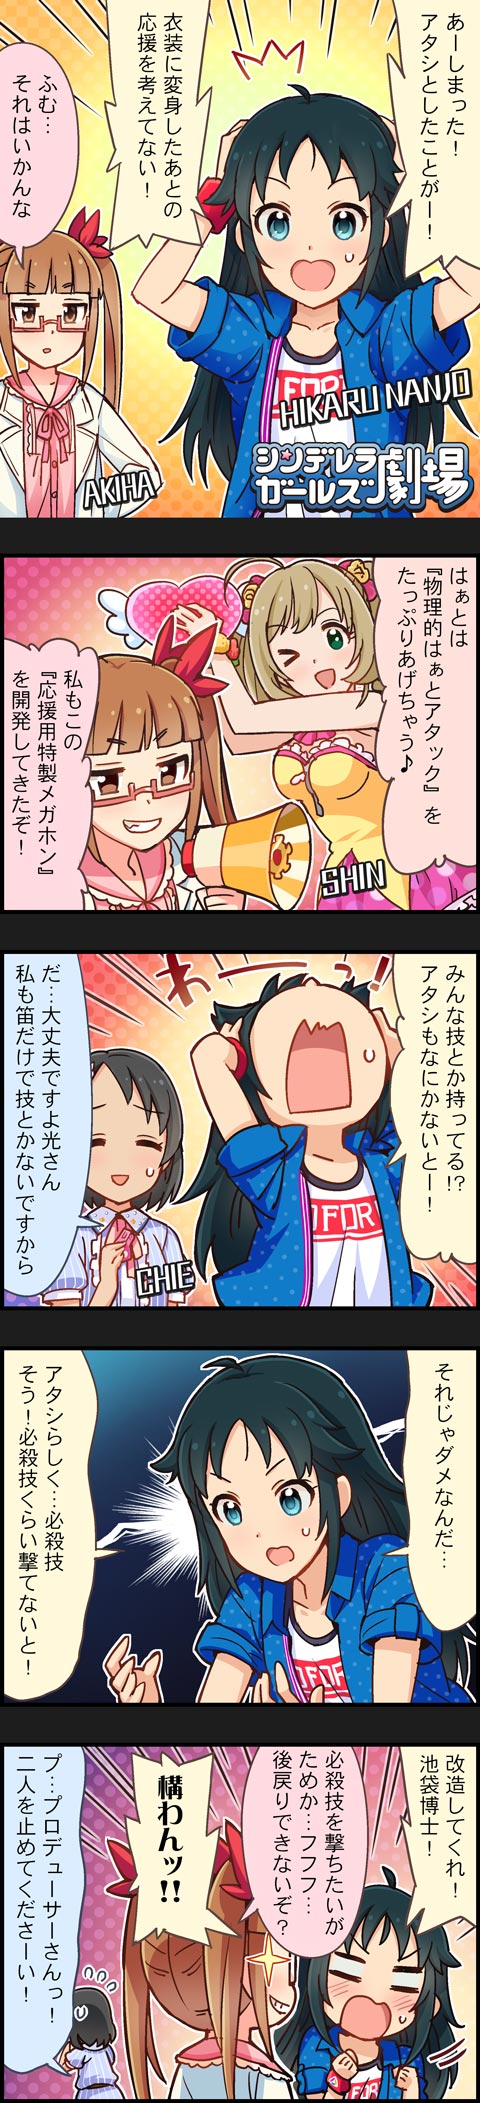 あーしまった！
アタシとしたことがー！
衣装に変身したあとの
応援を考えてない！
ふむ…
それはいかんな
HIKARU NANJO
AKIHA
シンデレラ
ガールズ劇場
はぁとは
『物理的はぁとアタック』を
たっぷりあげちゃう♪
私もこの
『応援用特製メガホン』
を開発してきたぞ！
SHIN
わーっ！
みんな技とか持ってる!?
アタシもなにかないとー！
だ…大丈夫ですよ光さん
私も笛だけで技とかないですから
OFOR
CHIE
それじゃダメなんだ…
アタシらしく…必殺技
そう！必殺技くらい撃てないと！
改造してくれ！
池袋博士！
必殺技を撃ちたいが
ためか…フフフ…
後戻りできないぞ？
構わんッ!!
プ…プロデューサーさんっ！
二人を止めてくださーい！